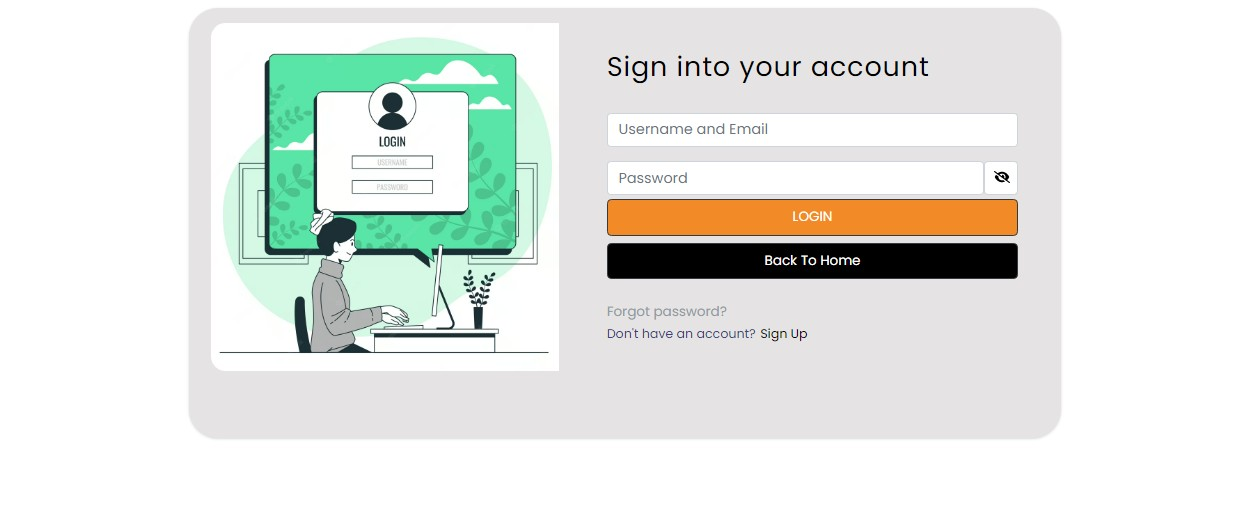 LOGIN
USERNAME
PASSWORD
Sign into your account
Username and Email
Password
LOGIN
Back To Home
Forgot password?
Don't have an account? Sign Up